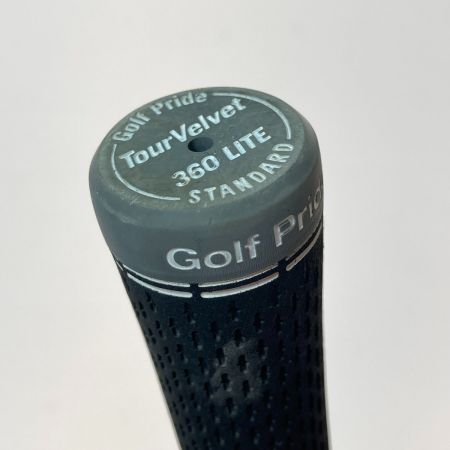 Golf Pride
TourVelvet
360 LITE
STANDARD
Golf Pride